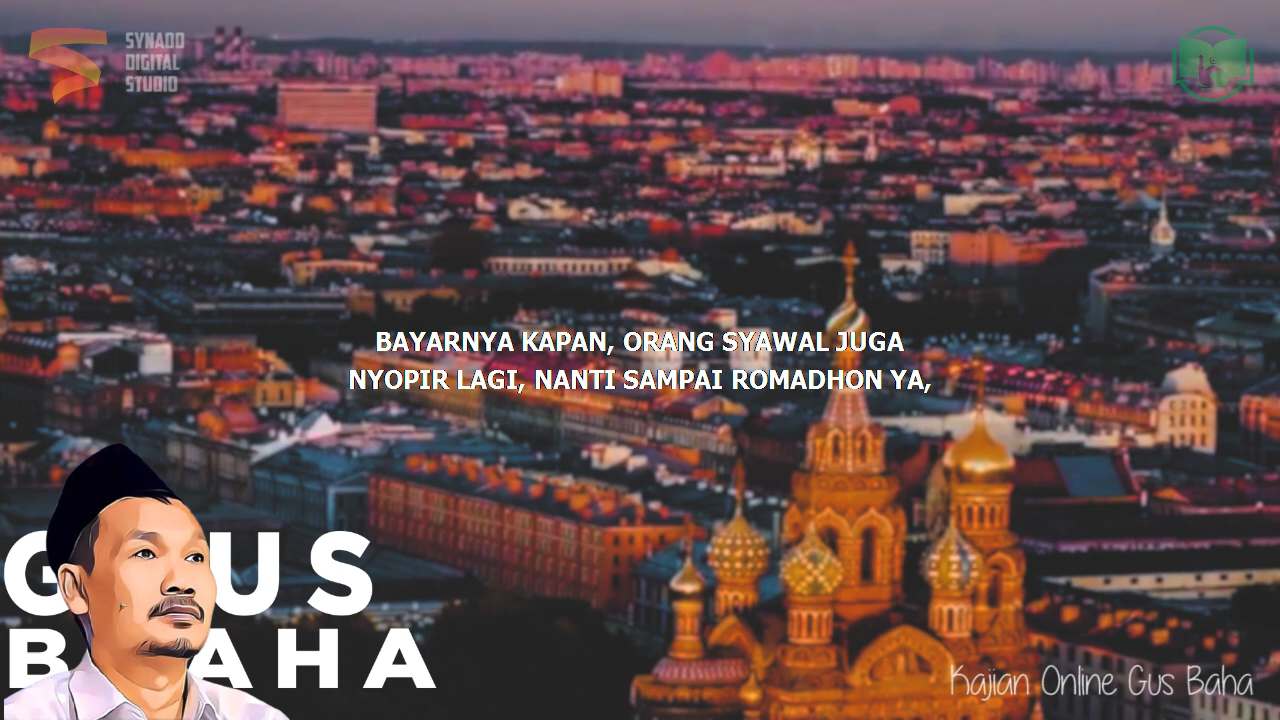 SYNADO
DIGITAL
STUDIO
BAYARNYA KAPAN, ORANG SYAWAL JUGA
NYOPIR LAGI, NANTI SAMPAI ROMADHON YA,
GUS
BAHA
Kajian Online Gus Baha